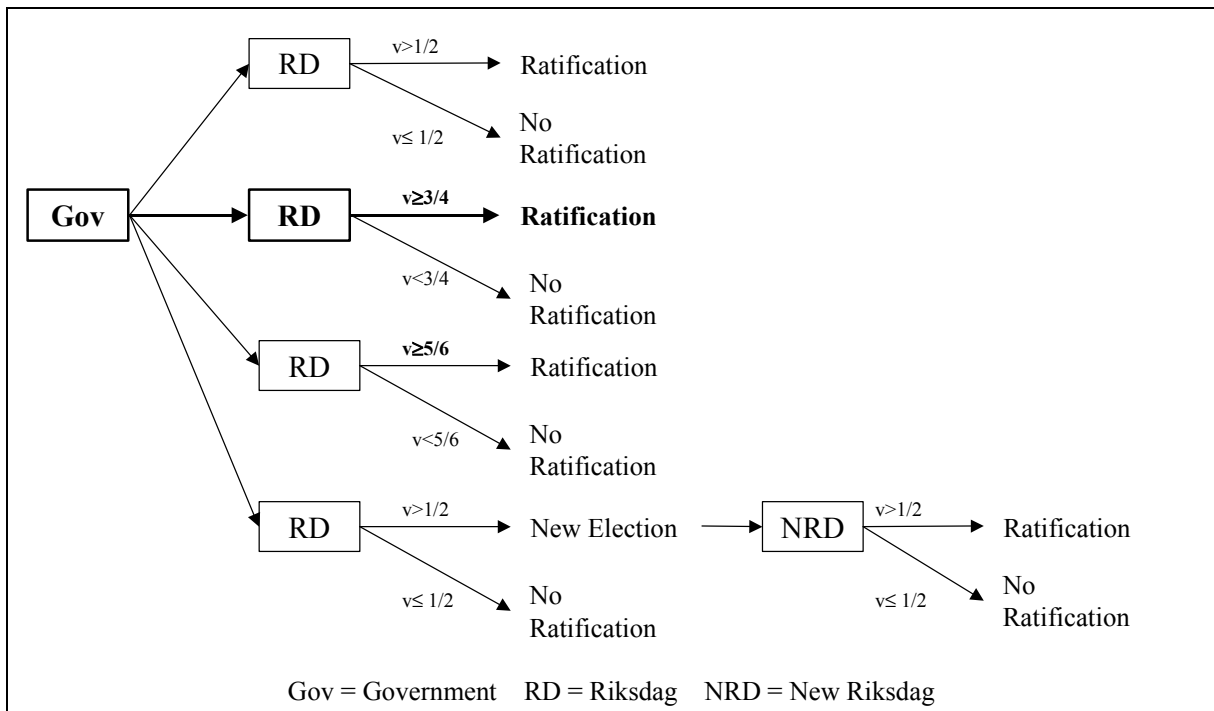 RD
v>1/2
Ratification
v≤ 1/2
No
Ratification
Gov
RD
v≥3/4
Ratification
v<3/4
No
Ratification
RD
v≥5/6
Ratification
v<5/6
No
Ratification
RD
v>1/2
New Election
NRD
v>1/2
Ratification
v≤ 1/2
No
Ratification
v≤ 1/2
No
Ratification
Gov = Government RD = Riksdag NRD = New Riksdag